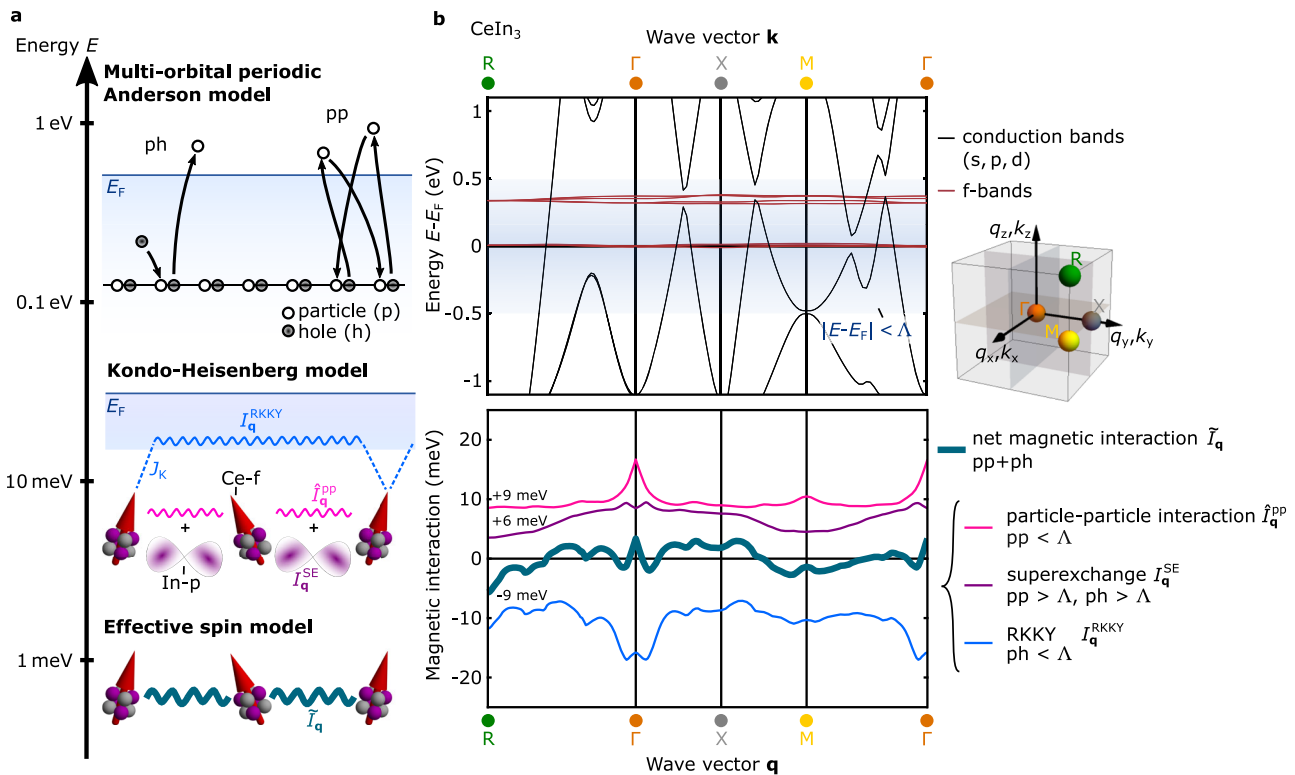 a
Energy E
Multi-orbital periodic
Anderson model
1 eV
ph
pp
E_F
0.1 eV
particle (p)
hole (h)
Kondo-Heisenberg model
E_F
I_q^RKKY
J_K
Ce-f
10 meV
Î_q^pp
Î_q^pp
+
+
In-p
I_q^SE
Effective spin model
1 meV
Ĩ_q
b
CeIn₃
Wave vector k
R
Γ
X
M
Γ
Energy E-E_F (eV)
1
0.5
0
-0.5
-1
|E-E_F| < Λ
conduction bands
(s, p, d)
f-bands
q_z,k_z
R
Γ
X
M
q_x,k_x
q_y,k_y
Magnetic interaction (meV)
20
10
0
-10
-20
+9 meV
+6 meV
-9 meV
R
Γ
X
M
Γ
Wave vector q
net magnetic interaction Ĩ_q
pp+ph
particle-particle interaction Î_q^pp
pp < Λ
superexchange I_q^SE
pp > Λ, ph > Λ
RKKY I_q^RKKY
ph < Λ